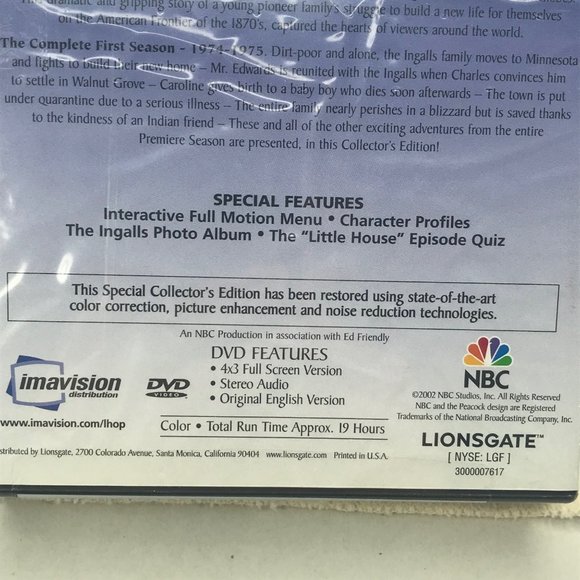 dramatic and gripping story of a young pioneer family's struggle to build a new life for themselves
on the American Frontier of the 1870's, captured the hearts of viewers around the world.
The Complete First Season - 1974-1975. Dirt-poor and alone, the Ingalls family moves to Minnesota
and fights to build their new home – Mr. Edwards is reunited with the Ingalls when Charles convinces him
to settle in Walnut Grove – Caroline gives birth to a baby boy who dies soon afterwards – The town is put
under quarantine due to a serious illness – The entire family nearly perishes in a blizzard but is saved thanks
to the kindness of an Indian friend – These and all of the other exciting adventures from the entire
Premiere Season are presented, in this Collector's Edition!
SPECIAL FEATURES
Interactive Full Motion Menu • Character Profiles
The Ingalls Photo Album • The "Little House" Episode Quiz
This Special Collector's Edition has been restored using state-of-the-art
color correction, picture enhancement and noise reduction technologies.
An NBC Production in association with Ed Friendly
imavision
distribution
www.imavision.com/lhop
DVD
VIDEO
DVD FEATURES
• 4x3 Full Screen Version
• Stereo Audio
• Original English Version
Color • Total Run Time Approx. 19 Hours
NBC
©2002 NBC Studios, Inc. All Rights Reserved
NBC and the Peacock design are Registered
Trademarks of the National Broadcasting Company, Inc.
LIONSGATE™
[ NYSE: LGF ]
3000007617
stributed by Lionsgate, 2700 Colorado Avenue, Santa Monica, California 90404 www.lionsgate.com Printed in U.S.A.